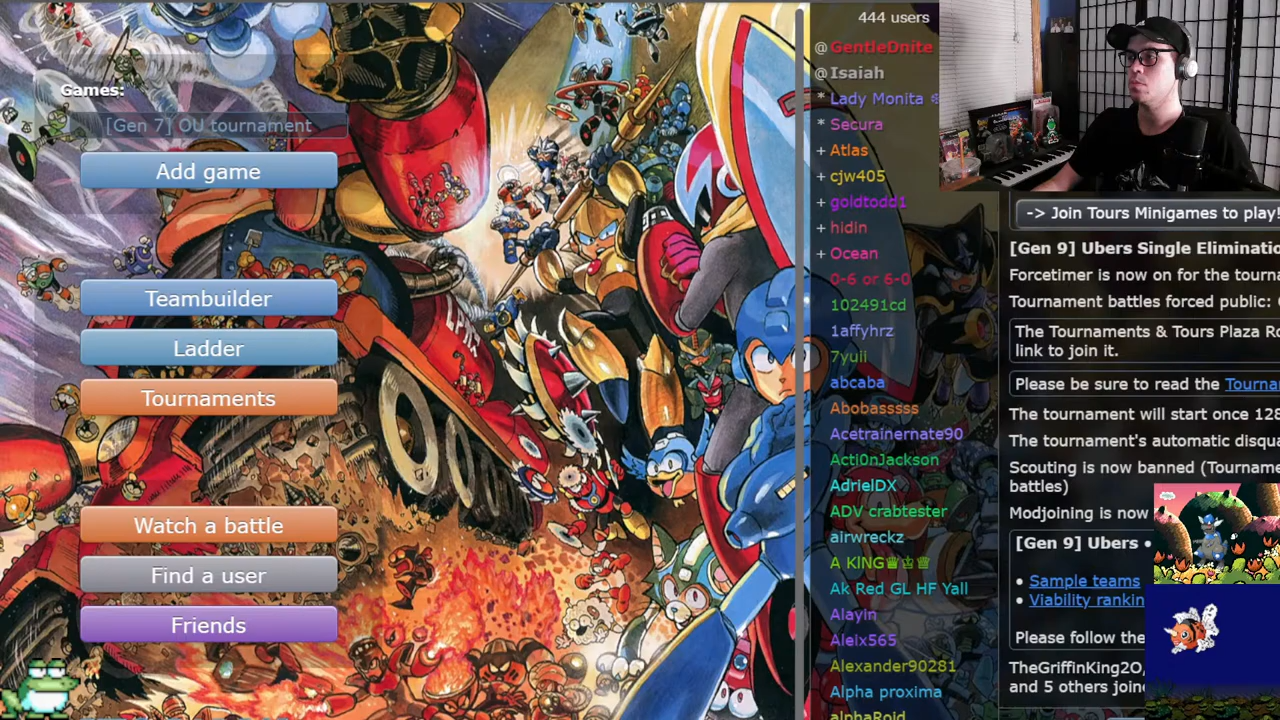 Games:
[Gen 7] OU tournament
Add game
Teambuilder
Ladder
Tournaments
Watch a battle
Find a user
Friends
444 users
@GentleDnite
@Isaiah
* Lady Monita
* Secura
+ Atlas
+ cjw405
+ goldtodd1
+ hidin
+ Ocean
0-6 or 6-0
102491cd
1affyhrz
7yuii
abcaba
Abobassss
Acetrainernate90
Acti0nJackson
AdrielDX
ADV crabtester
airwreckz
A KING♕♔♕
Ak Red GL HF Yall
Alayin
Alelx565
Alexander90281
Alpha proxima
alphaRoid
-> Join Tours Minigames to play!
[Gen 9] Ubers Single Eliminatio
Forcetimer is now on for the tourna
Tournament battles forced public:
The Tournaments & Tours Plaza Ro
link to join it.
Please be sure to read the Tourna
The tournament will start once 128
The tournament's automatic disqua
Scouting is now banned (Tourname
battles)
Modjoining is now
[Gen 9] Ubers •
• Sample teams
• Viability rankin
Please follow the
TheGriffinKing2O,
and 5 others joine